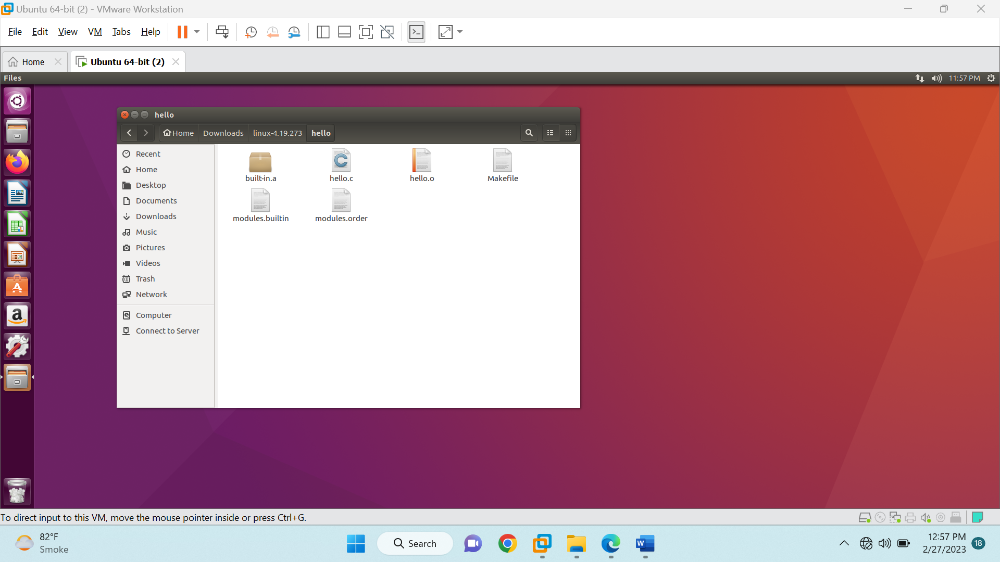 Ubuntu 64-bit (2) - VMware Workstation
File Edit View VM Tabs Help
Home
Ubuntu 64-bit (2)
Files
11:57 PM
hello
Home Downloads linux-4.19.273 hello
Recent
Home
Desktop
Documents
Downloads
Music
Pictures
Videos
Trash
Network
Computer
Connect to Server
built-in.a hello.c hello.o Makefile
modules.builtin modules.order
To direct input to this VM, move the mouse pointer inside or press Ctrl+G.
82°F
Smoke
Search
12:57 PM
2/27/2023
18